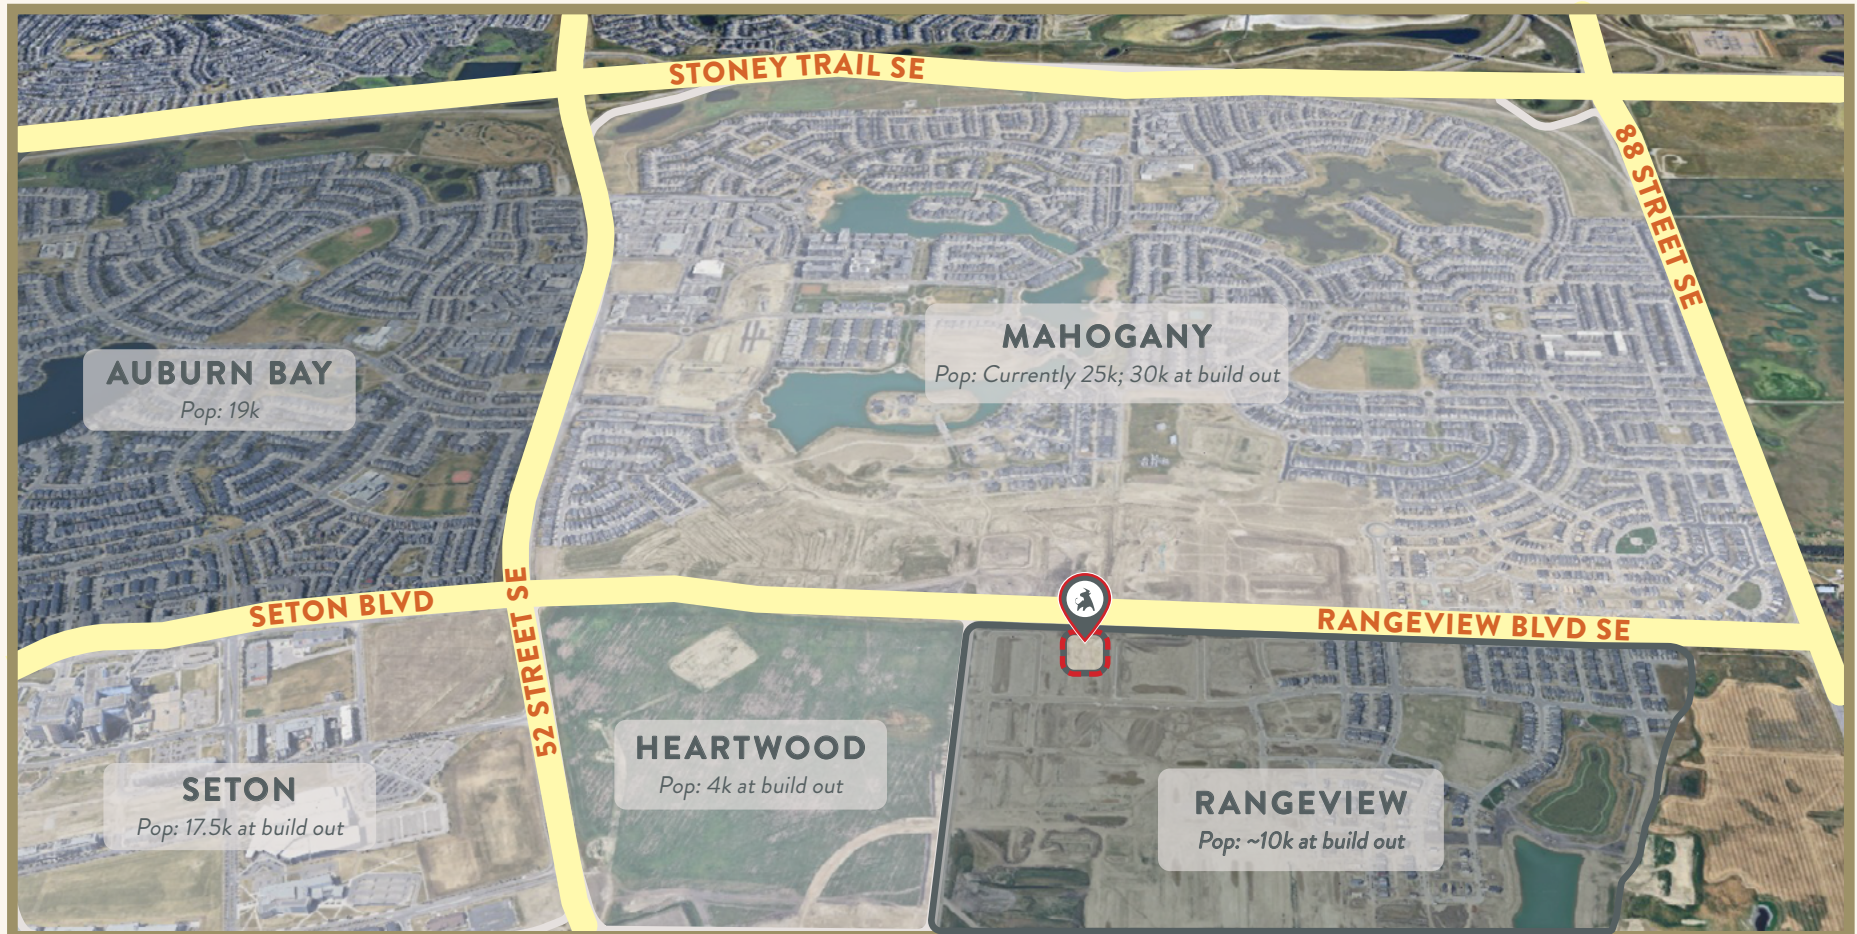 STONEY TRAIL SE
88 STREET SE
MAHOGANY
Pop: Currently 25k; 30k at build out
AUBURN BAY
Pop: 19k
SETON BLVD
52 STREET SE
RANGEVIEW BLVD SE
HEARTWOOD
Pop: 4k at build out
SETON
Pop: 17.5k at build out
RANGEVIEW
Pop: ~10k at build out